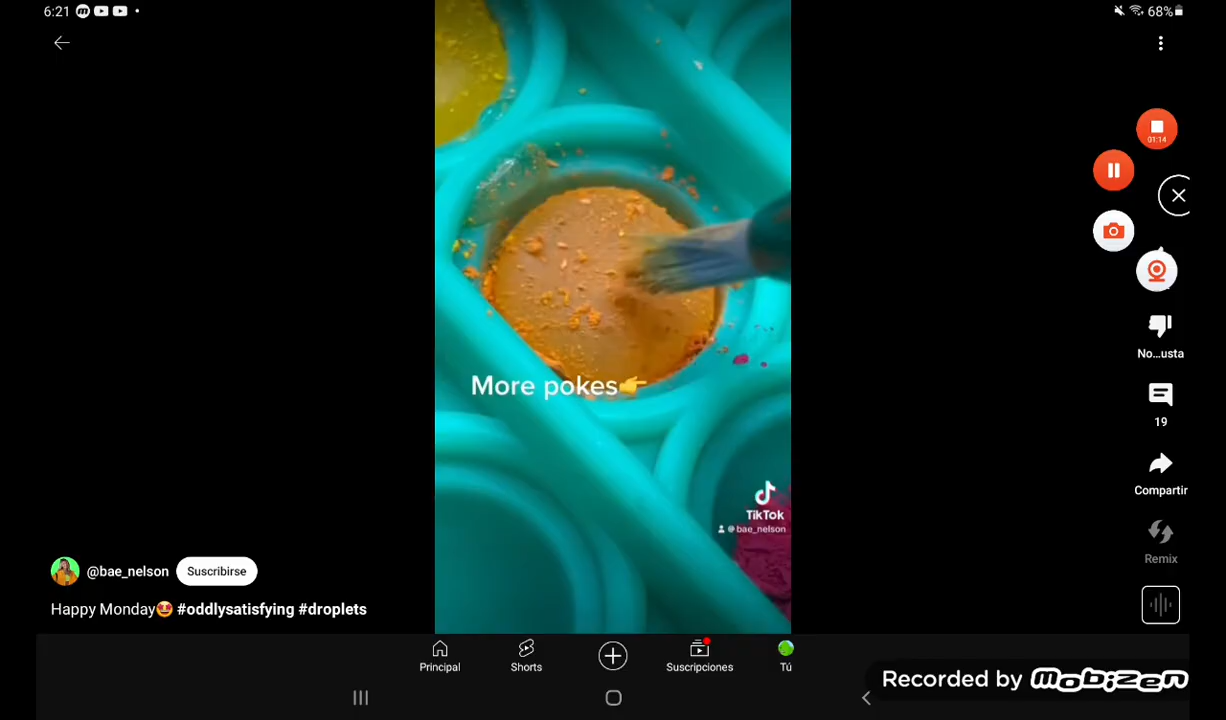 6:21
68%
01:14
More pokes👉
No...usta
19
Compartir
TikTok
@bae_nelson
Remix
@bae_nelson
Suscribirse
Happy Monday🤩 #oddlysatisfying #droplets
Principal
Shorts
Suscripciones
Tú
Recorded by mobizen